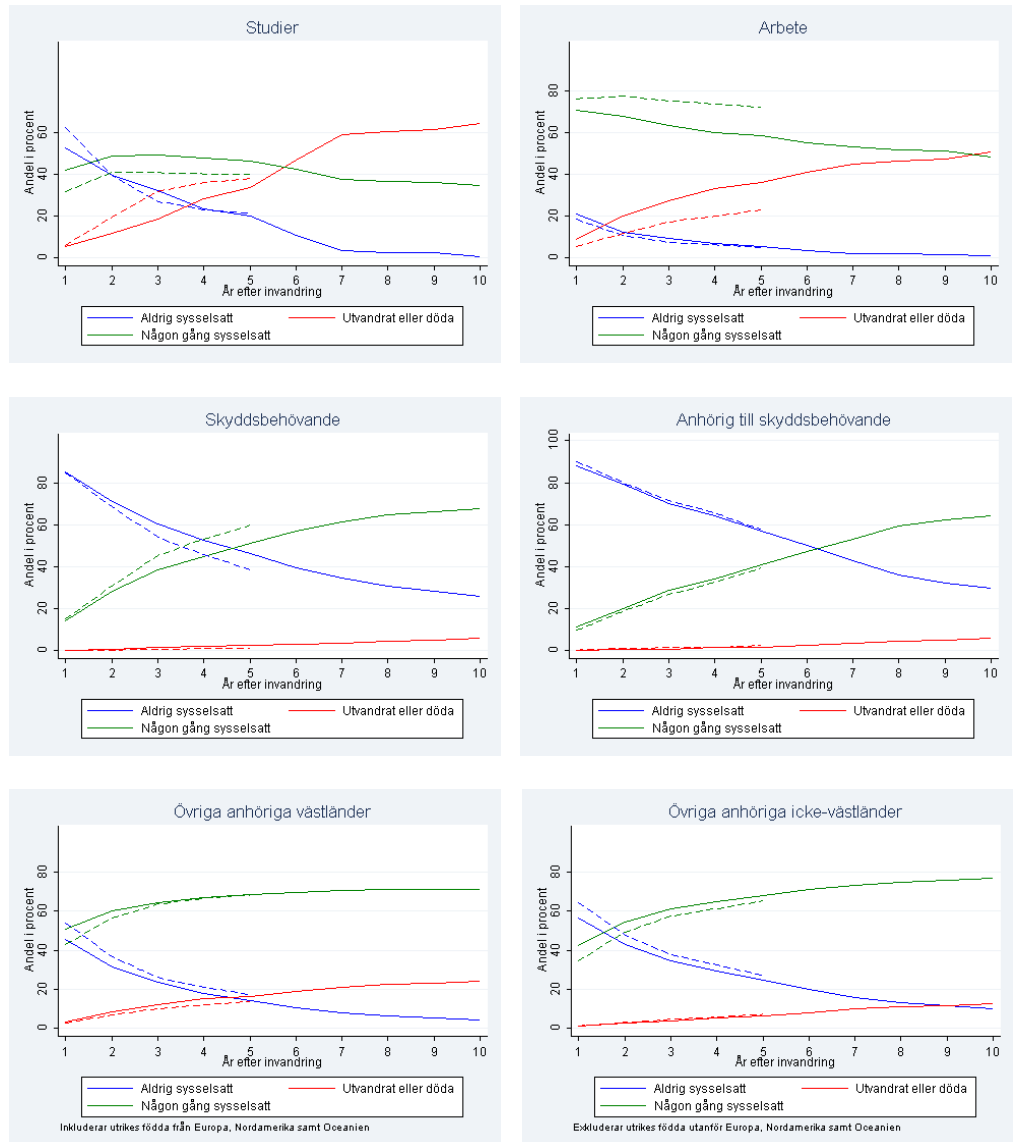 Studier
Andel i procent
0 20 40 60
1 2 3 4 5 6 7 8 9 10
År efter invandring
Aldrig sysselsatt
Utvandrat eller döda
Någon gång sysselsatt
Arbete
Andel i procent
0 20 40 60 80
1 2 3 4 5 6 7 8 9 10
År efter invandring
Aldrig sysselsatt
Utvandrat eller döda
Någon gång sysselsatt
Skyddsbehövande
Andel i procent
0 20 40 60 80
1 2 3 4 5 6 7 8 9 10
År efter invandring
Aldrig sysselsatt
Utvandrat eller döda
Någon gång sysselsatt
Anhörig till skyddsbehövande
Andel i procent
0 20 40 60 80 100
1 2 3 4 5 6 7 8 9 10
År efter invandring
Aldrig sysselsatt
Utvandrat eller döda
Någon gång sysselsatt
Övriga anhöriga västländer
Andel i procent
0 20 40 60 80
1 2 3 4 5 6 7 8 9 10
År efter invandring
Aldrig sysselsatt
Utvandrat eller döda
Någon gång sysselsatt
Inkluderar utrikes födda från Europa, Nordamerika samt Oceanien
Övriga anhöriga icke-västländer
Andel i procent
0 20 40 60 80
1 2 3 4 5 6 7 8 9 10
År efter invandring
Aldrig sysselsatt
Utvandrat eller döda
Någon gång sysselsatt
Exkluderar utrikes födda utanför Europa, Nordamerika samt Oceanien